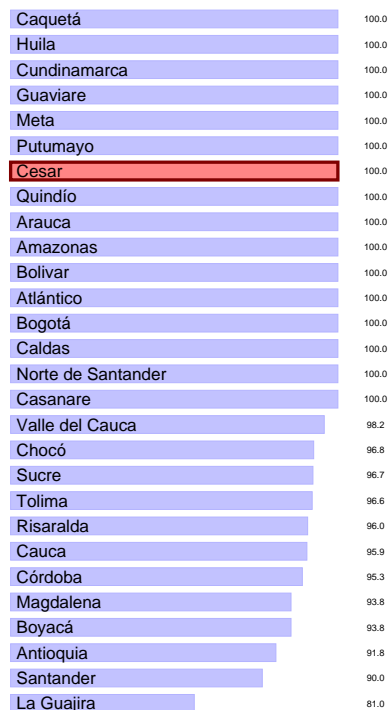 Caquetá 100.0
Huila 100.0
Cundinamarca 100.0
Guaviare 100.0
Meta 100.0
Putumayo 100.0
Cesar 100.0
Quindío 100.0
Arauca 100.0
Amazonas 100.0
Bolivar 100.0
Atlántico 100.0
Bogotá 100.0
Caldas 100.0
Norte de Santander 100.0
Casanare 100.0
Valle del Cauca 98.2
Chocó 96.8
Sucre 96.7
Tolima 96.6
Risaralda 96.0
Cauca 95.9
Córdoba 95.3
Magdalena 93.8
Boyacá 93.8
Antioquia 91.8
Santander 90.0
La Guajira 81.0